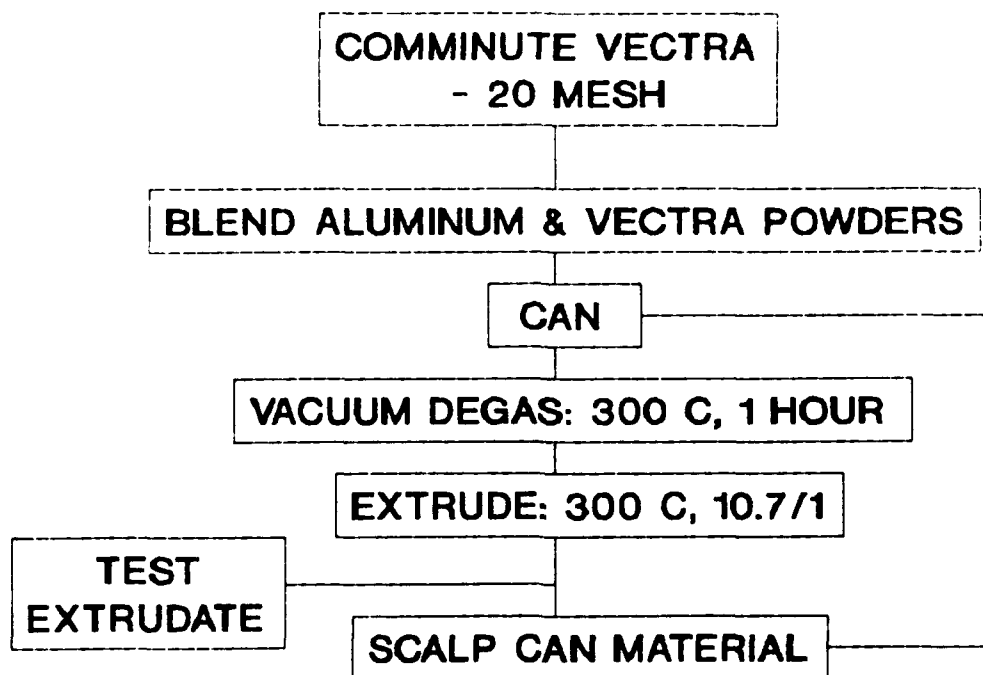 COMMINUTE VECTRA
- 20 MESH
BLEND ALUMINUM & VECTRA POWDERS
CAN
VACUUM DEGAS: 300 C, 1 HOUR
EXTRUDE: 300 C, 10.7/1
TEST
EXTRUDATE
SCALP CAN MATERIAL